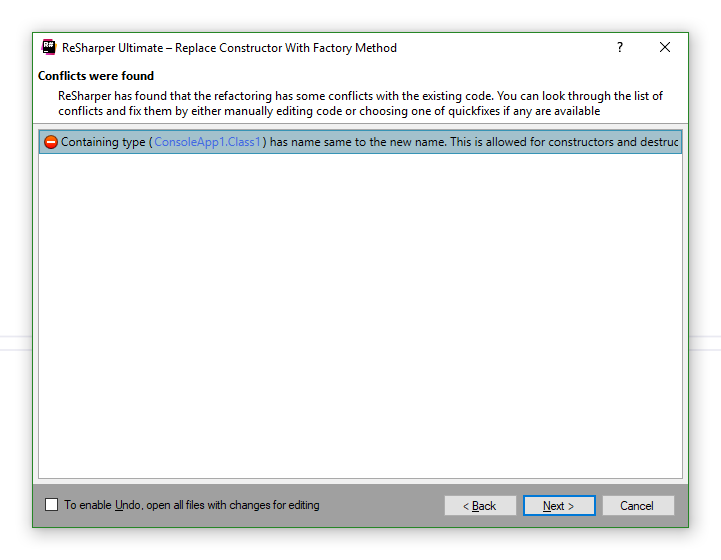 ReSharper Ultimate – Replace Constructor With Factory Method
?
Conflicts were found
ReSharper has found that the refactoring has some conflicts with the existing code. You can look through the list of
conflicts and fix them by either manually editing code or choosing one of quickfixes if any are available
Containing type (ConsoleApp1.Class1) has name same to the new name. This is allowed for constructors and destruc
To enable Undo, open all files with changes for editing
< Back
Next >
Cancel